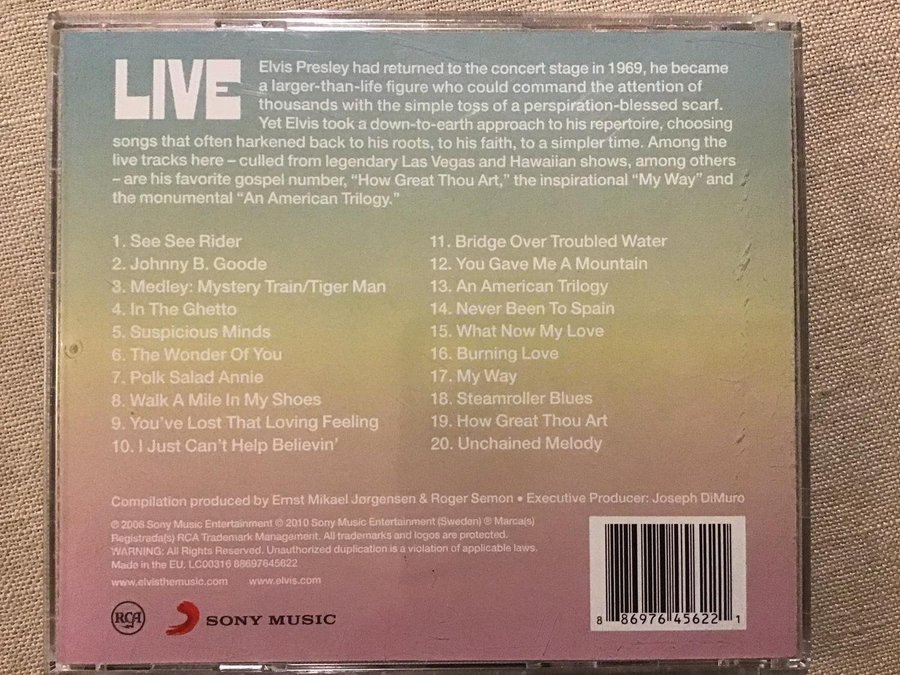 LIVE
Elvis Presley had returned to the concert stage in 1969, he became
a larger-than-life figure who could command the attention of
thousands with the simple toss of a perspiration-blessed scarf.
Yet Elvis took a down-to-earth approach to his repertoire, choosing
songs that often harkened back to his roots, to his faith, to a simpler time. Among the
live tracks here – culled from legendary Las Vegas and Hawaiian shows, among others
– are his favorite gospel number, “How Great Thou Art,” the inspirational “My Way” and
the monumental “An American Trilogy.”
1. See See Rider
2. Johnny B. Goode
3. Medley: Mystery Train/Tiger Man
4. In The Ghetto
5. Suspicious Minds
6. The Wonder Of You
7. Polk Salad Annie
8. Walk A Mile In My Shoes
9. You’ve Lost That Loving Feeling
10. I Just Can’t Help Believin’
11. Bridge Over Troubled Water
12. You Gave Me A Mountain
13. An American Trilogy
14. Never Been To Spain
15. What Now My Love
16. Burning Love
17. My Way
18. Steamroller Blues
19. How Great Thou Art
20. Unchained Melody
Compilation produced by Ernst Mikael Jørgensen & Roger Semon • Executive Producer: Joseph DiMuro
℗ 2006 Sony Music Entertainment © 2010 Sony Music Entertainment (Sweden) ® Marca(s)
Registrada(s) RCA Trademark Management. All trademarks and logos are protected.
WARNING: All Rights Reserved. Unauthorized duplication is a violation of applicable laws.
Made in the EU. LC00316 88697645622
www.elvisthemusic.com www.elvis.com
RCA SONY MUSIC
8 86976 45622 1